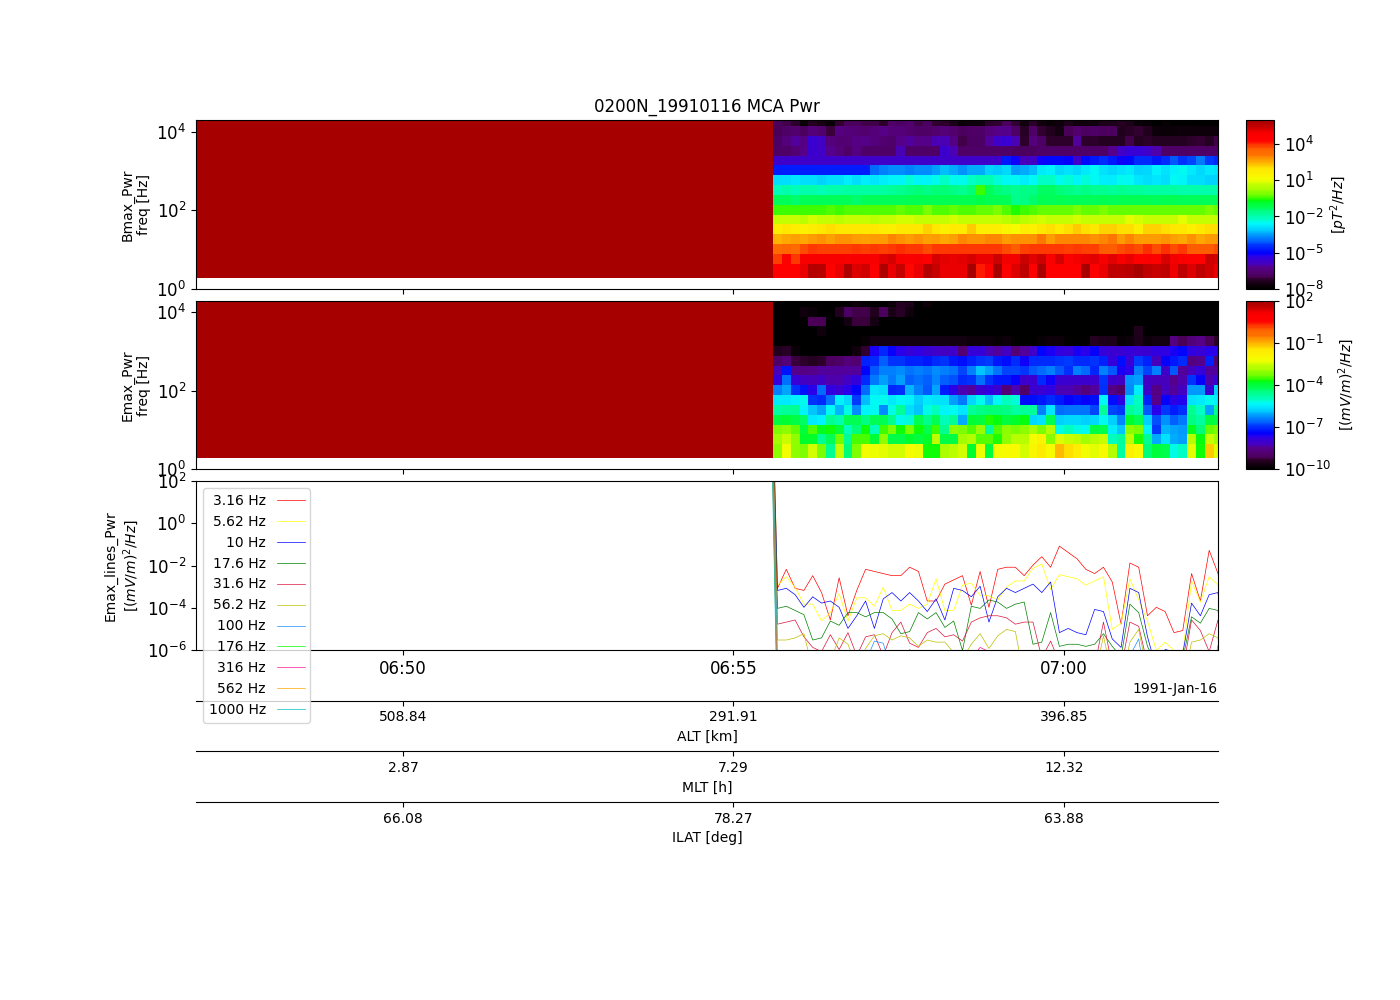 0200N_19910116 MCA Pwr
10^4
10^2
10^0
Bmax_Pwr
freq [Hz]
10^4
10^1
10^-2
10^-5
10^-8
[pT^2/Hz]
10^4
10^2
10^0
Emax_Pwr
freq [Hz]
10^2
10^-1
10^-4
10^-7
10^-10
[(mV/m)^2/Hz]
10^2
10^0
10^-2
10^-4
10^-6
Emax_lines_Pwr
[(mV/m)^2/Hz]
3.16 Hz
5.62 Hz
10 Hz
17.6 Hz
31.6 Hz
56.2 Hz
100 Hz
176 Hz
316 Hz
562 Hz
1000 Hz
06:50 06:55 07:00
1991-Jan-16
508.84 291.91 396.85
ALT [km]
2.87 7.29 12.32
MLT [h]
66.08 78.27 63.88
ILAT [deg]